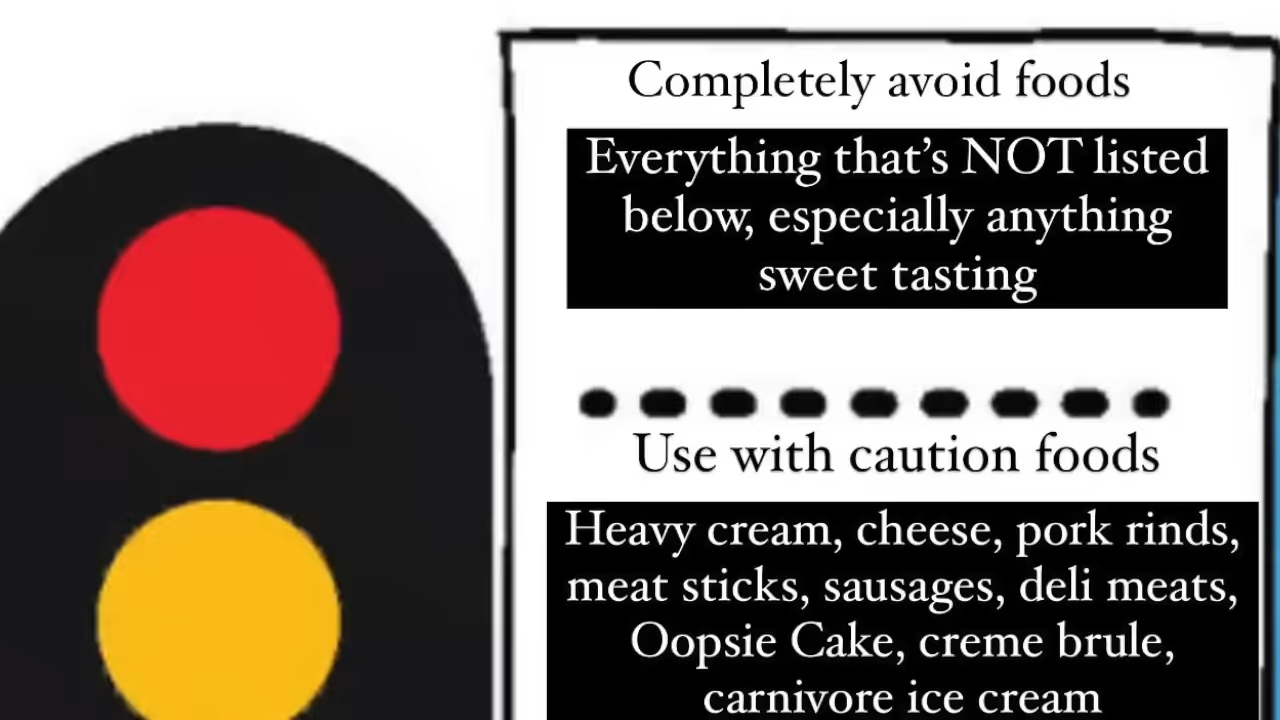 Completely avoid foods
Everything that’s NOT listed
below, especially anything
sweet tasting
Use with caution foods
Heavy cream, cheese, pork rinds,
meat sticks, sausages, deli meats,
Oopsie Cake, creme brule,
carnivore ice cream